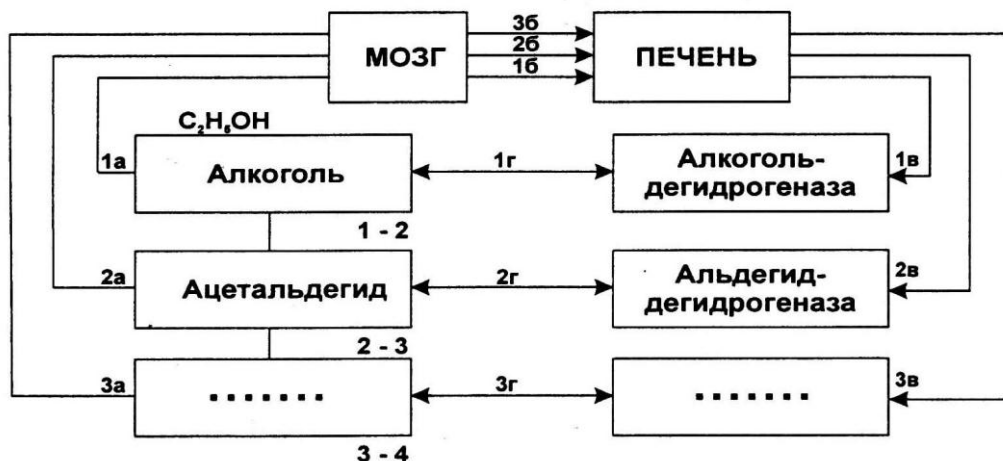 3б
2б
1б
МОЗГ
ПЕЧЕНЬ
C₂H₅OH
1а
Алкоголь
1г
Алкоголь-
дегидрогеназа
1в
1 - 2
2а
Ацетальдегид
2г
Альдегид-
дегидрогеназа
2в
2 - 3
3а
.......
3г
.......
3в
3 - 4